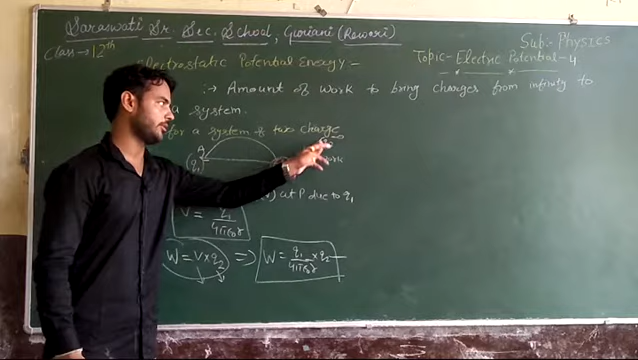 Saraswati Sr. Sec. School, Guriani (Rewari)
Class → 12th
Sub:- Physics
Topic:- Electric Potential-4
Electrostatic Potential Energy :-
:→ Amount of work to bring charges from infinity to
a system.
for a system of two charge
A
(q1
work
(v) at P due to q1
V = q1/4πε0r
W = V×q2 ⇒ W = q1/4πε0r × q2